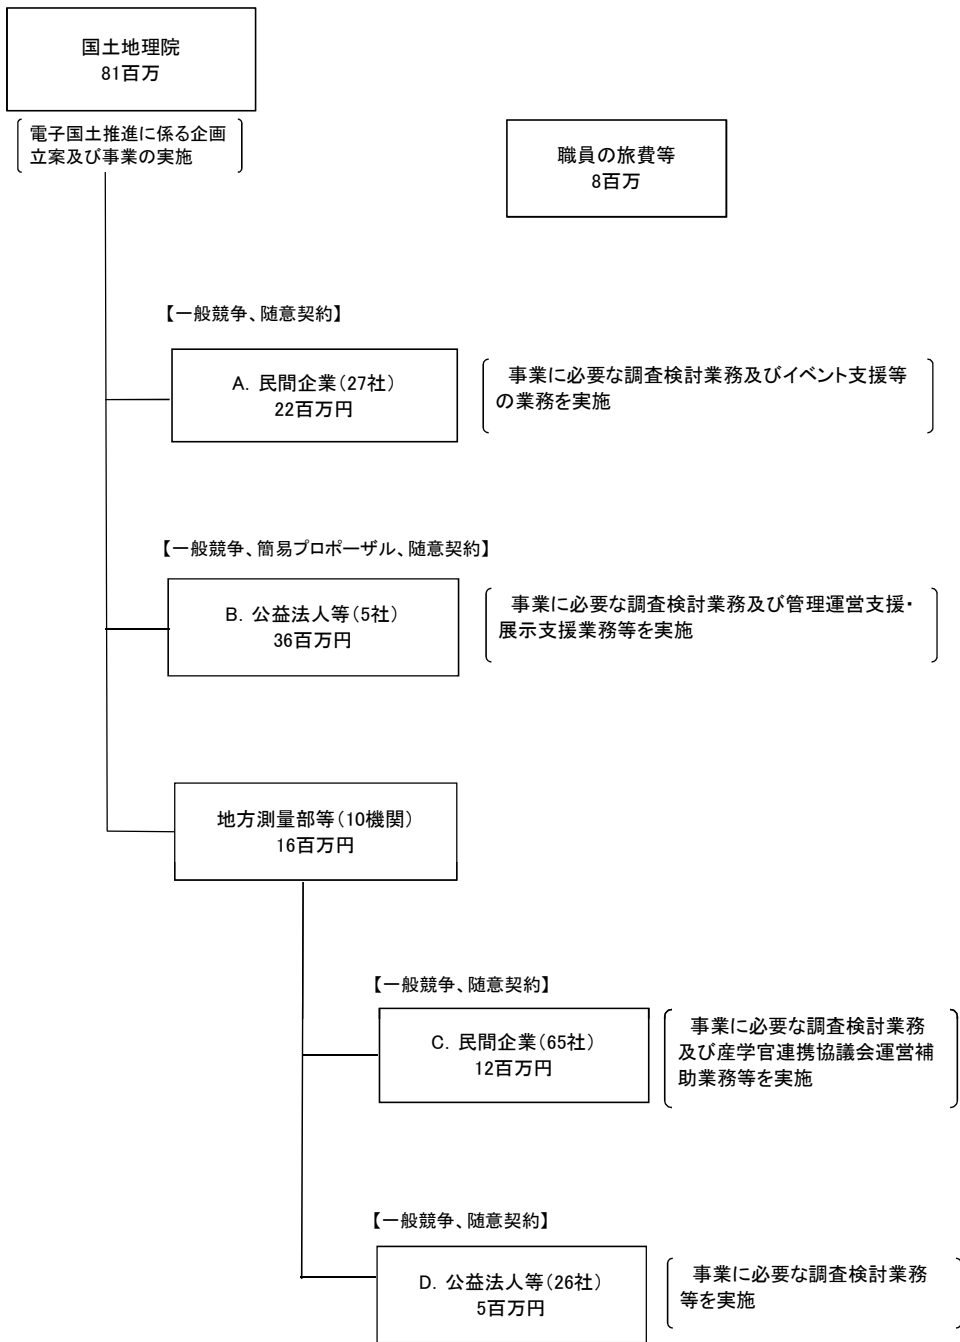 国土地理院
81百万
電子国土推進に係る企画
立案及び事業の実施
職員の旅費等
8百万
【一般競争、随意契約】
A．民間企業（27社）
22百万円
事業に必要な調査検討業務及びイベント支援等
の業務を実施
【一般競争、簡易プロポーザル、随意契約】
B．公益法人等（5社）
36百万円
事業に必要な調査検討業務及び管理運営支援・
展示支援業務等を実施
地方測量部等（10機関）
16百万円
【一般競争、随意契約】
C．民間企業（65社）
12百万円
事業に必要な調査検討業務
及び産学官連携協議会運営補
助業務等を実施
【一般競争、随意契約】
D．公益法人等（26社）
5百万円
事業に必要な調査検討業務
等を実施